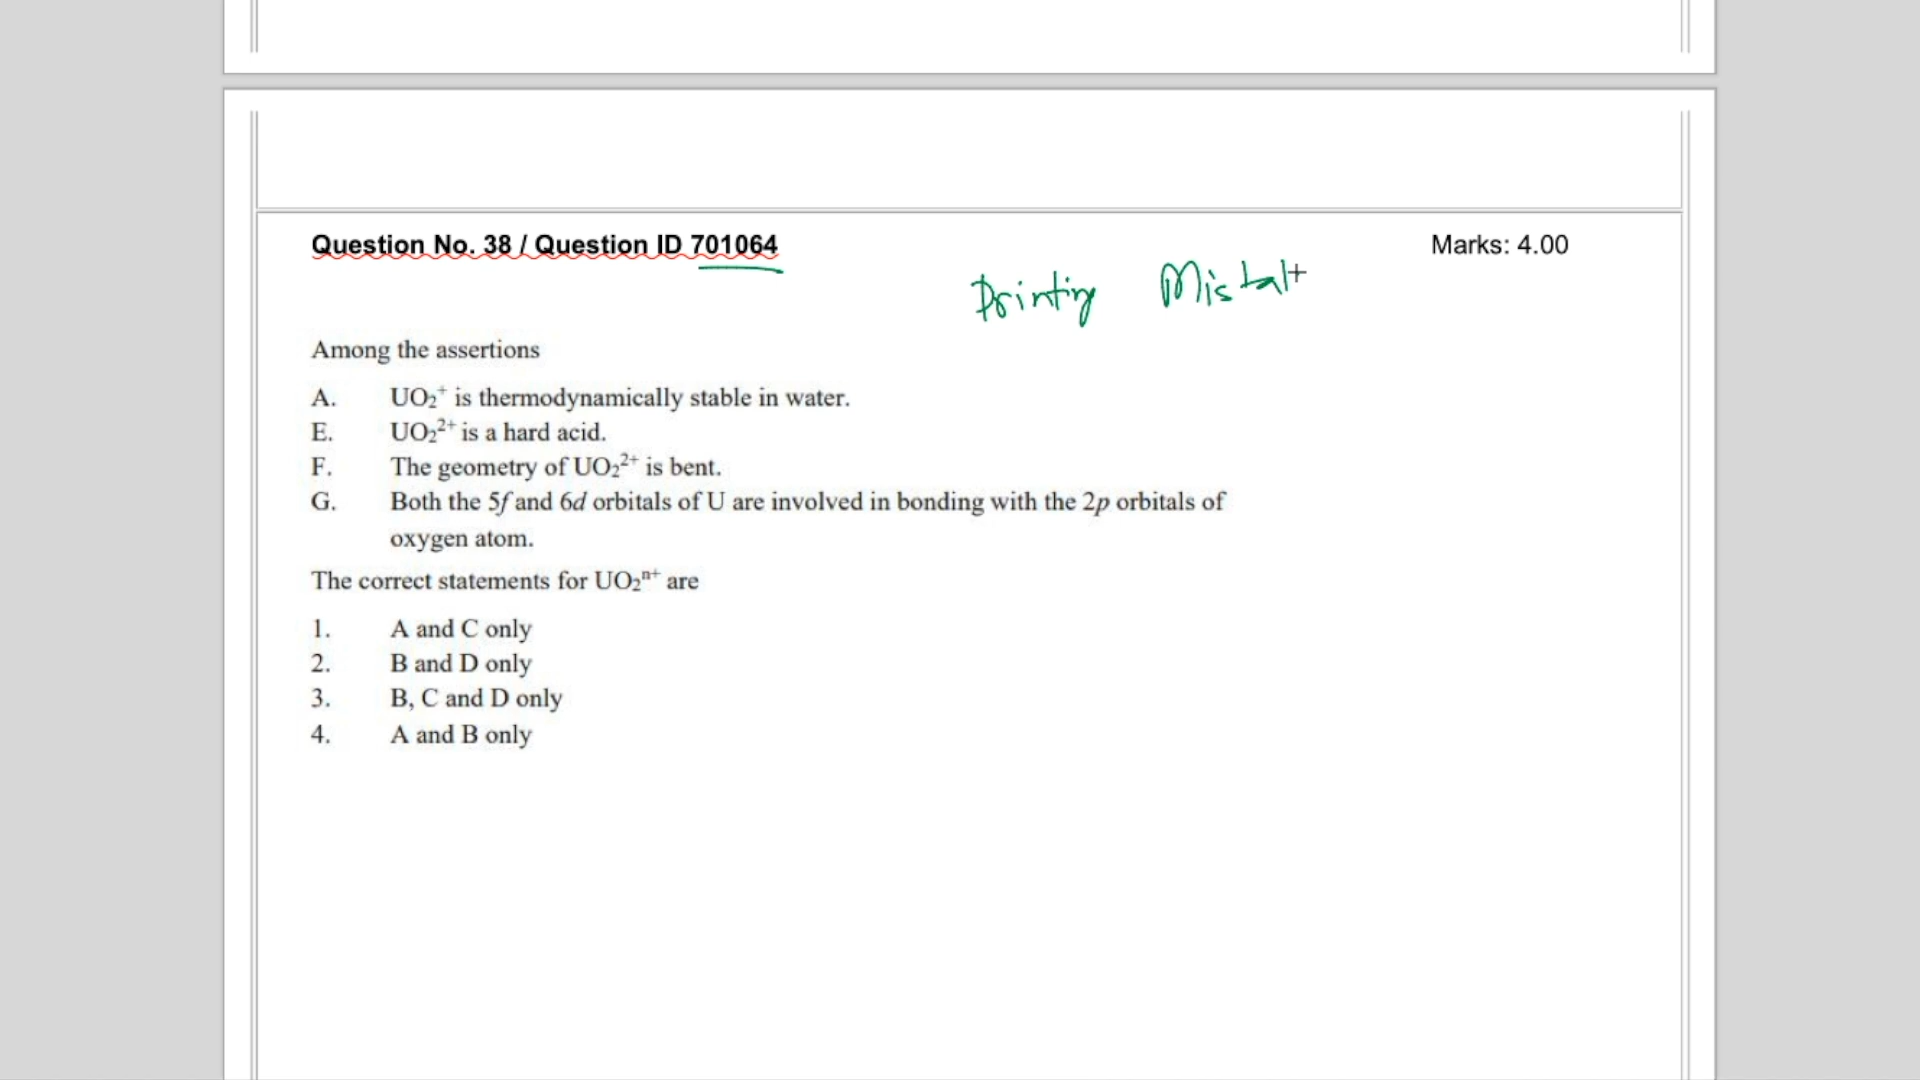 Question No. 38 / Question ID 701064 Marks: 4.00
Printing Mistak
Among the assertions
A. UO₂⁺ is thermodynamically stable in water.
E. UO₂²⁺ is a hard acid.
F. The geometry of UO₂²⁺ is bent.
G. Both the 5f and 6d orbitals of U are involved in bonding with the 2p orbitals of
oxygen atom.
The correct statements for UO₂ⁿ⁺ are
1. A and C only
2. B and D only
3. B, C and D only
4. A and B only